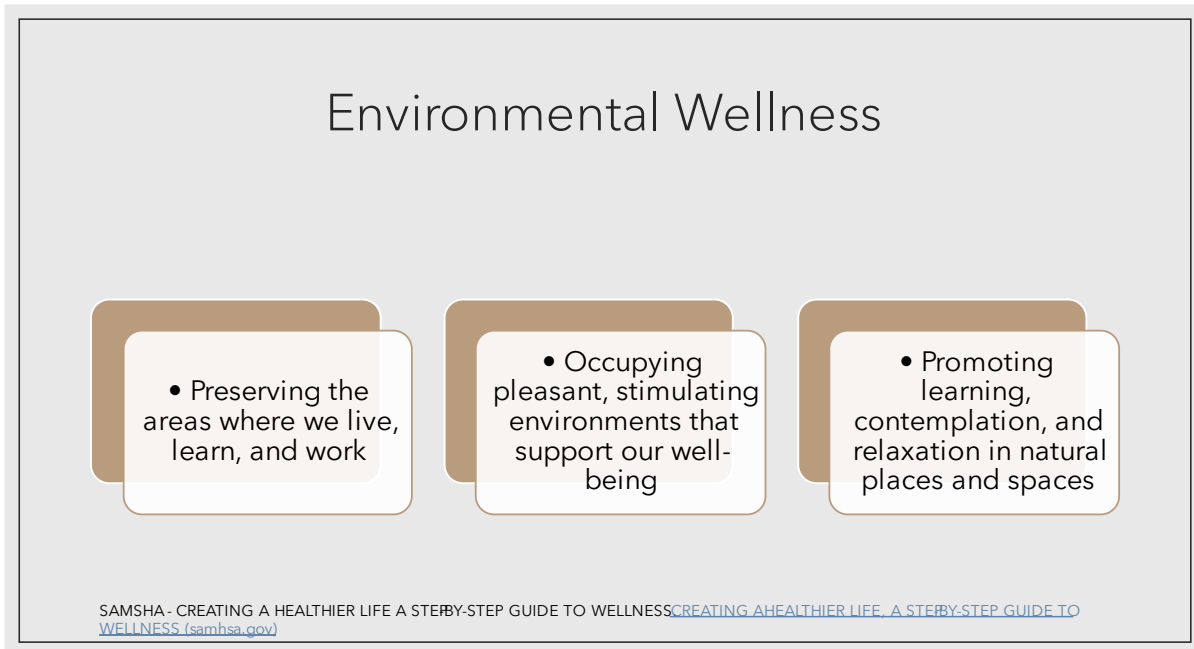 Environmental Wellness
• Preserving the
areas where we live,
learn, and work
• Occupying
pleasant, stimulating
environments that
support our well-
being
• Promoting
learning,
contemplation, and
relaxation in natural
places and spaces
SAMSHA - CREATING A HEALTHIER LIFE A STEP-BY-STEP GUIDE TO WELLNESS CREATING AHEALTHIER LIFE, A STEP-BY-STEP GUIDE TO
WELLNESS (samhsa.gov)